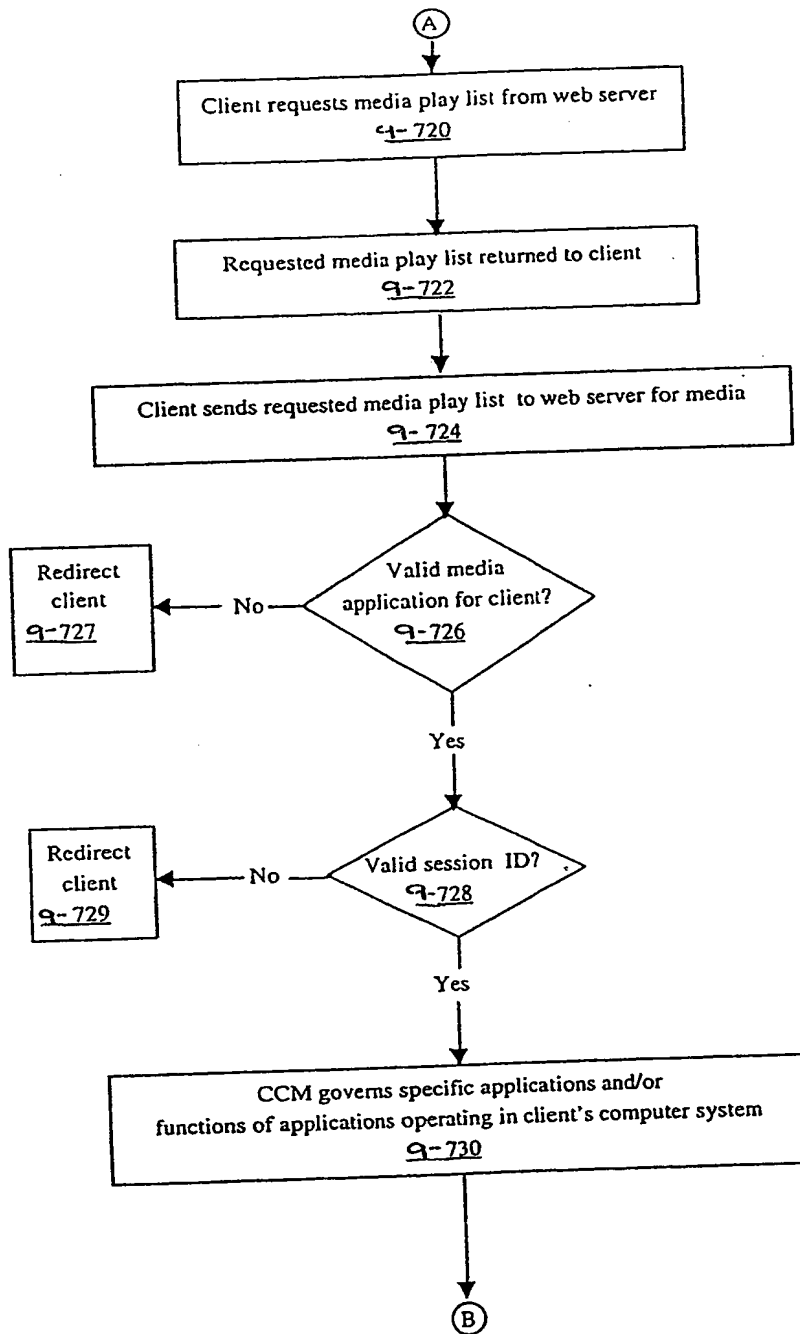 A
Client requests media play list from web server
9-720
Requested media play list returned to client
9-722
Client sends requested media play list to web server for media
9-724
Valid media
application for client?
9-726
No
Redirect
client
9-727
Yes
Valid session ID?
9-728
No
Redirect
client
9-729
Yes
CCM governs specific applications and/or
functions of applications operating in client's computer system
9-730
B